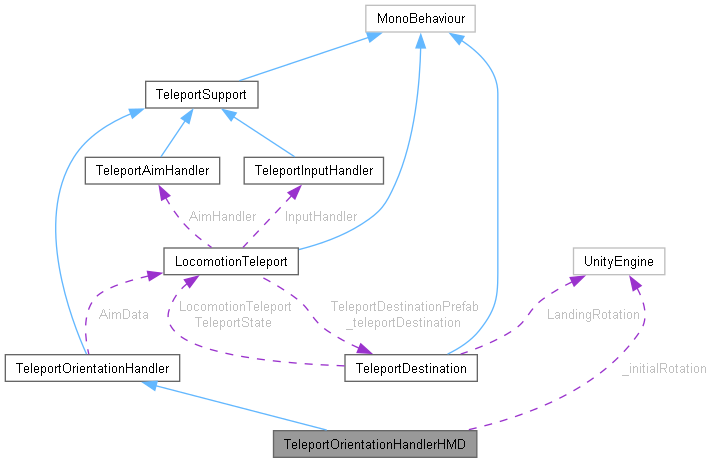 MonoBehaviour
TeleportSupport
TeleportAimHandler
TeleportInputHandler
AimHandler
InputHandler
LocomotionTeleport
UnityEngine
AimData
LocomotionTeleport
TeleportState
TeleportDestinationPrefab
_teleportDestination
LandingRotation
TeleportOrientationHandler
TeleportDestination
_initialRotation
TeleportOrientationHandlerHMD